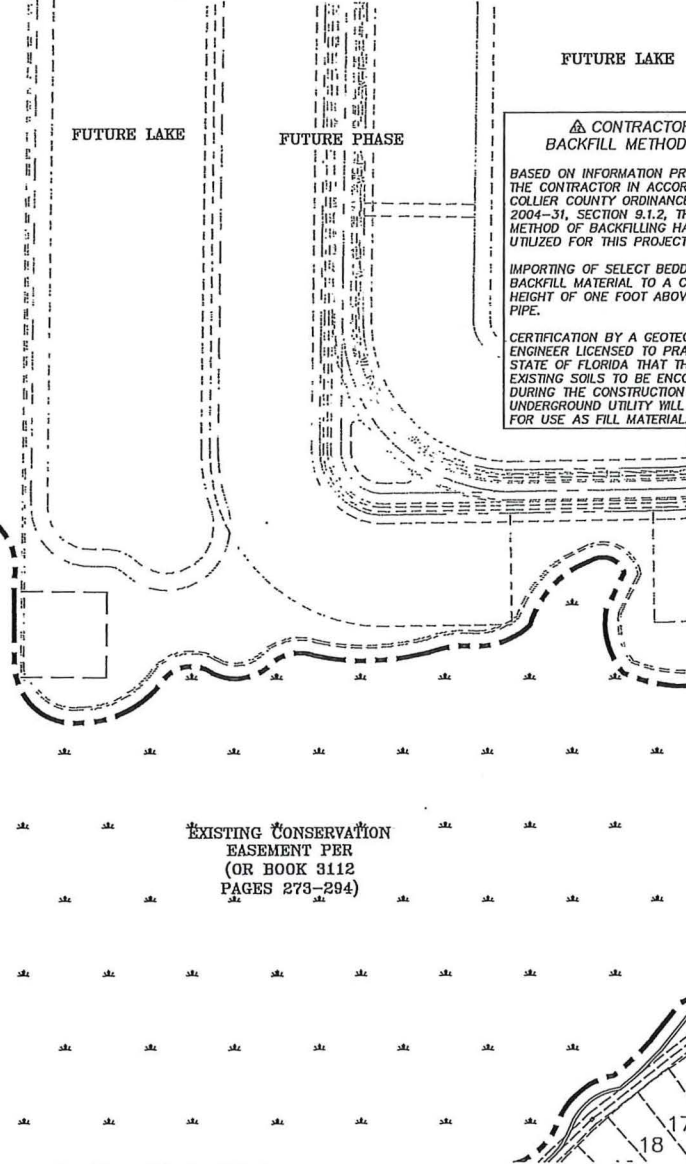 FUTURE LAKE
FUTURE LAKE
FUTURE PHASE
CONTRACTOR
BACKFILL METHOD
BASED ON INFORMATION PR
THE CONTRACTOR IN ACCOR
COLLIER COUNTY ORDINANCE
2004-31, SECTION 9.1.2, TH
METHOD OF BACKFILLING HA
UTILIZED FOR THIS PROJECT
IMPORTING OF SELECT BEDD
BACKFILL MATERIAL TO A C
HEIGHT OF ONE FOOT ABOV
PIPE.
CERTIFICATION BY A GEOTEC
ENGINEER LICENSED TO PRA
STATE OF FLORIDA THAT TH
EXISTING SOILS TO BE ENCO
DURING THE CONSTRUCTION
UNDERGROUND UTILITY WILL
FOR USE AS FILL MATERIAL.
EXISTING CONSERVATION
EASEMENT PER
(OR BOOK 3112
PAGES 273-294)
17
18